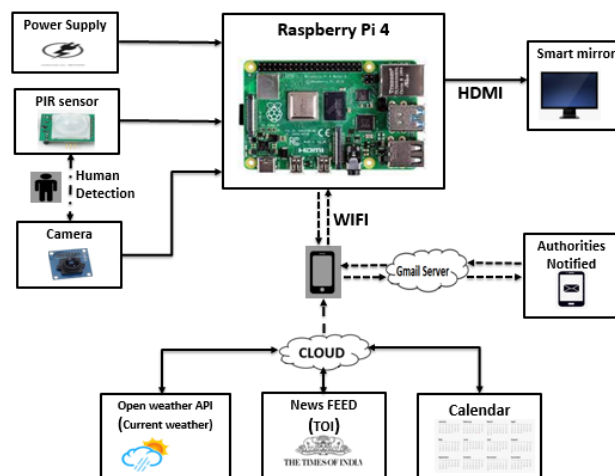 Power Supply
Raspberry Pi 4
Smart mirror
PIR sensor
HDMI
Human
Detection
WIFI
Camera
Gmail Server
Authorities
Notified
CLOUD
Open weather API
(Current weather)
News FEED
(TOI)
THE TIMES OF INDIA
Calendar